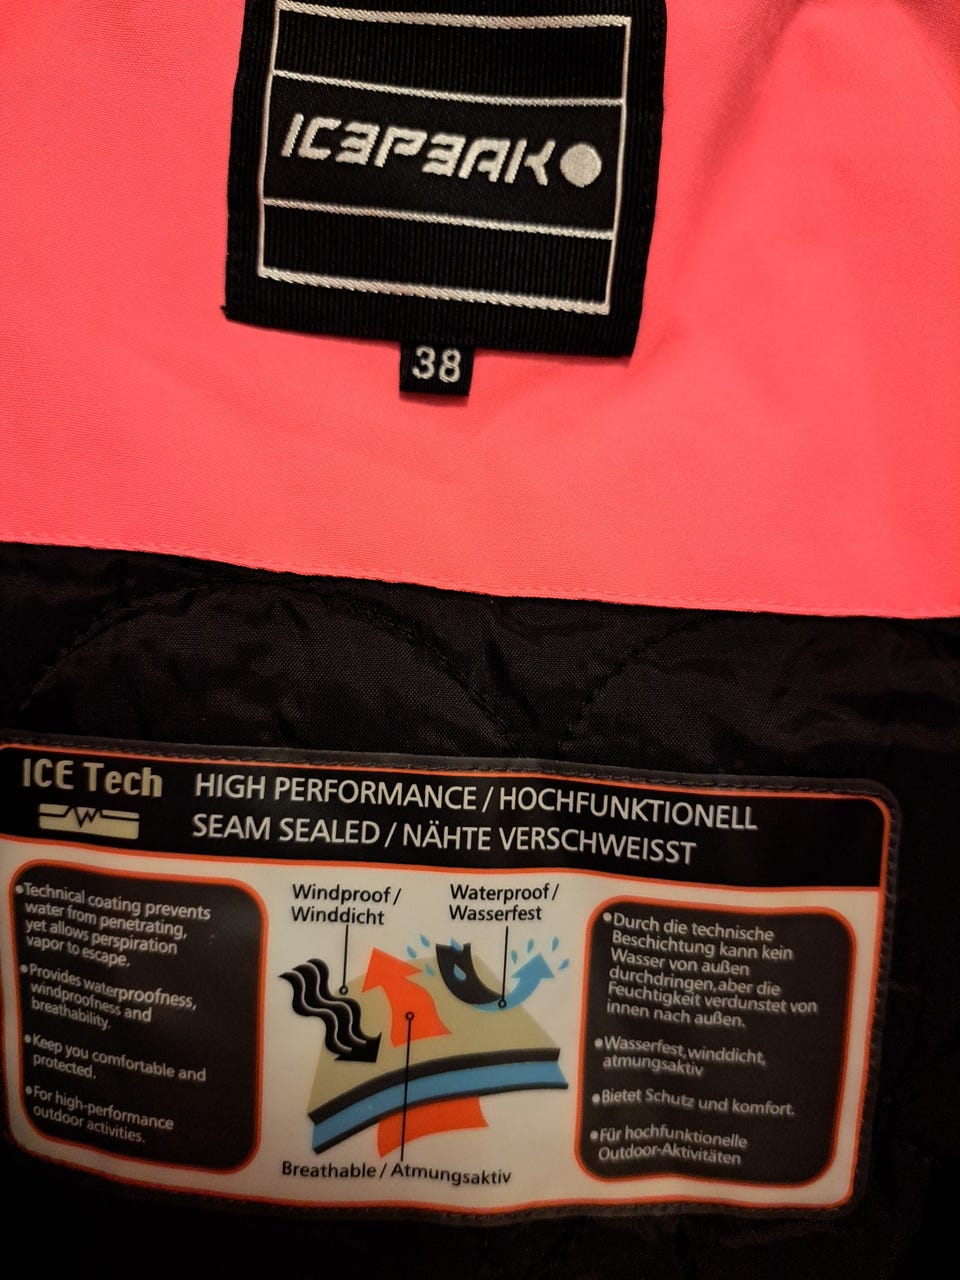 ICEPEAK
38
ICE Tech
HIGH PERFORMANCE / HOCHFUNKTIONELL
SEAM SEALED / NÄHTE VERSCHWEISST
•Technical coating prevents
water from penetrating,
yet allows perspiration
vapor to escape.
•Provides waterproofness,
windproofness and
breathability.
•Keep you comfortable and
protected.
•For high-performance
outdoor activities.
Windproof /
Winddicht
Waterproof /
Wasserfest
Breathable / Atmungsaktiv
•Durch die technische
Beschichtung kann kein
Wasser von außen
durchdringen,aber die
Feuchtigkeit verdunstet von
innen nach außen.
•Wasserfest,winddicht,
atmungsaktiv
•Bietet Schutz und komfort.
•Für hochfunktionelle
Outdoor-Aktivitäten